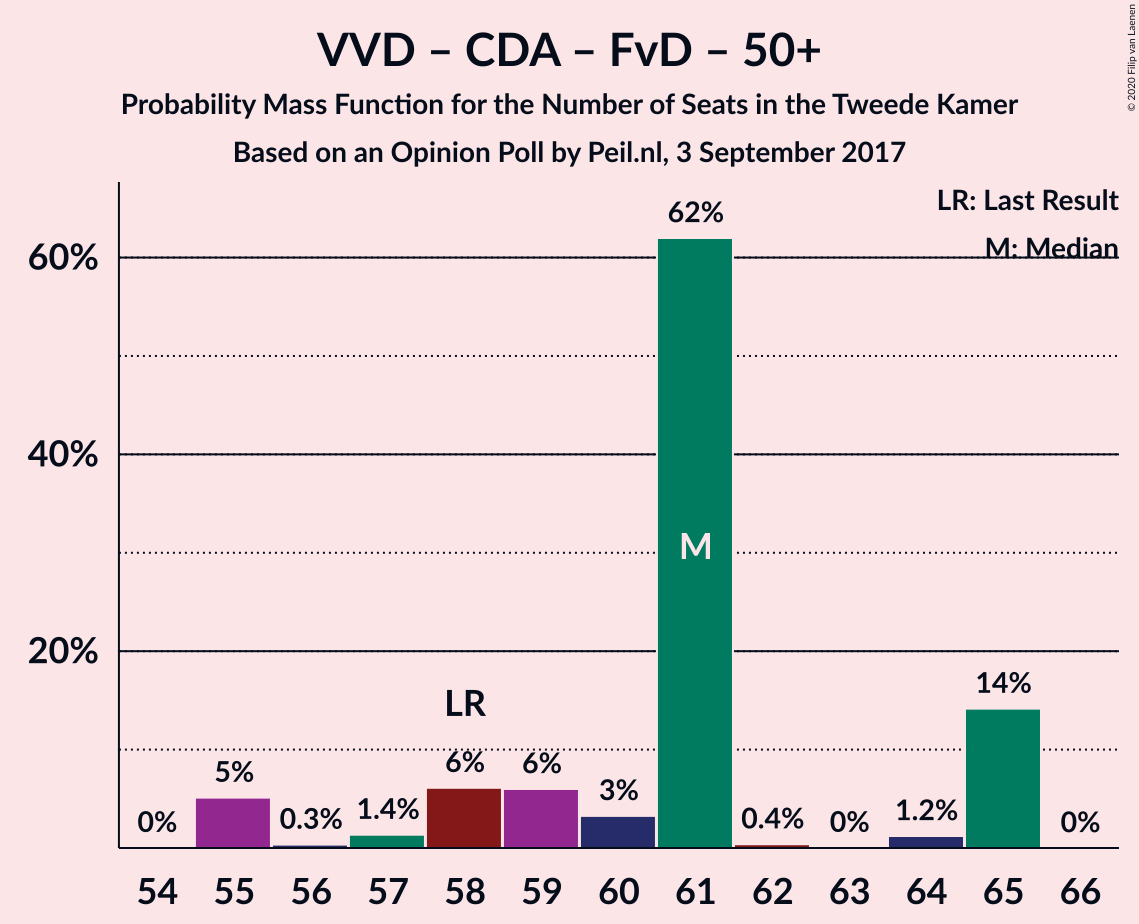 VVD – CDA – FvD – 50+
Probability Mass Function for the Number of Seats in the Tweede Kamer
Based on an Opinion Poll by Peil.nl, 3 September 2017
© 2020 Filip van Laenen
LR: Last Result
M: Median
60%
40%
20%
0%
5%
0.3%
1.4%
LR
6%
6%
3%
62%
M
0.4%
0%
1.2%
14%
0%
54 55 56 57 58 59 60 61 62 63 64 65 66